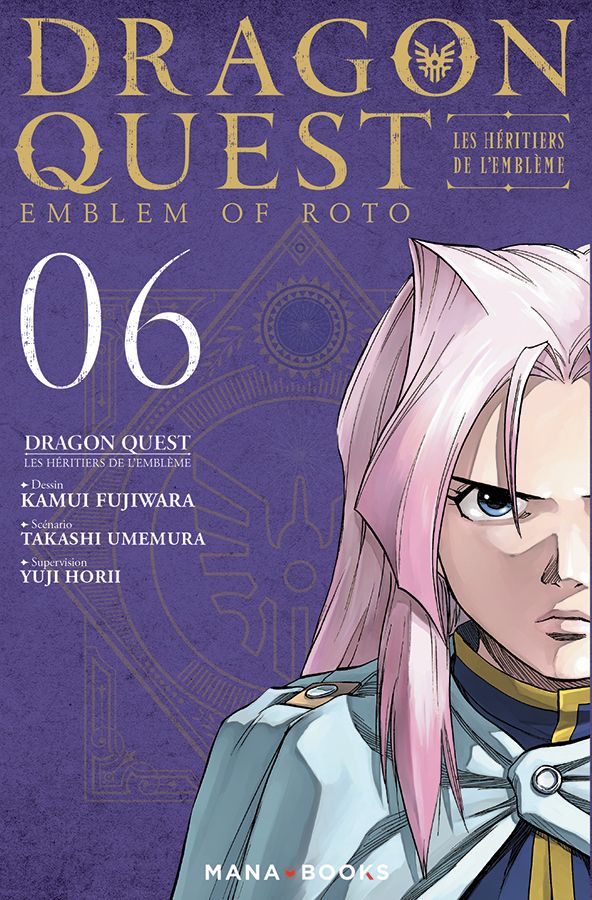 DRAGON
QUEST
LES HÉRITIERS
DE L'EMBLÈME
EMBLEM OF ROTO
06
DRAGON QUEST
LES HÉRITIERS DE L'EMBLÈME
Dessin
KAMUI FUJIWARA
Scénario
TAKASHI UMEMURA
Supervision
YUJI HORII
MANA BOOKS